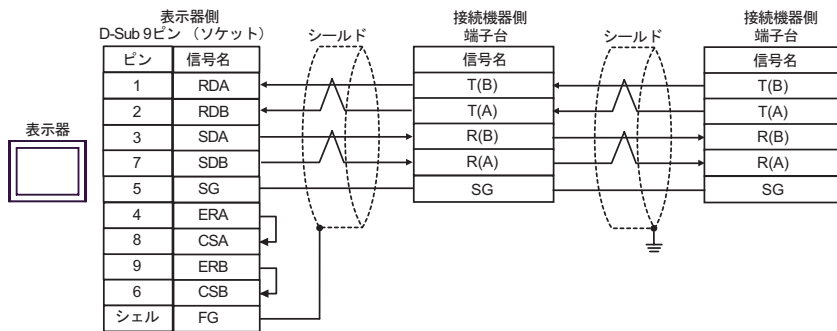 表示器側
D-Sub 9ピン (ソケット)
シールド
接続機器側
端子台
シールド
接続機器側
端子台
ピン 信号名
信号名
信号名
1 RDA
T(B)
T(B)
2 RDB
T(A)
T(A)
表示器
3 SDA
R(B)
R(B)
7 SDB
R(A)
R(A)
5 SG
SG
SG
4 ERA
8 CSA
9 ERB
6 CSB
シェル FG